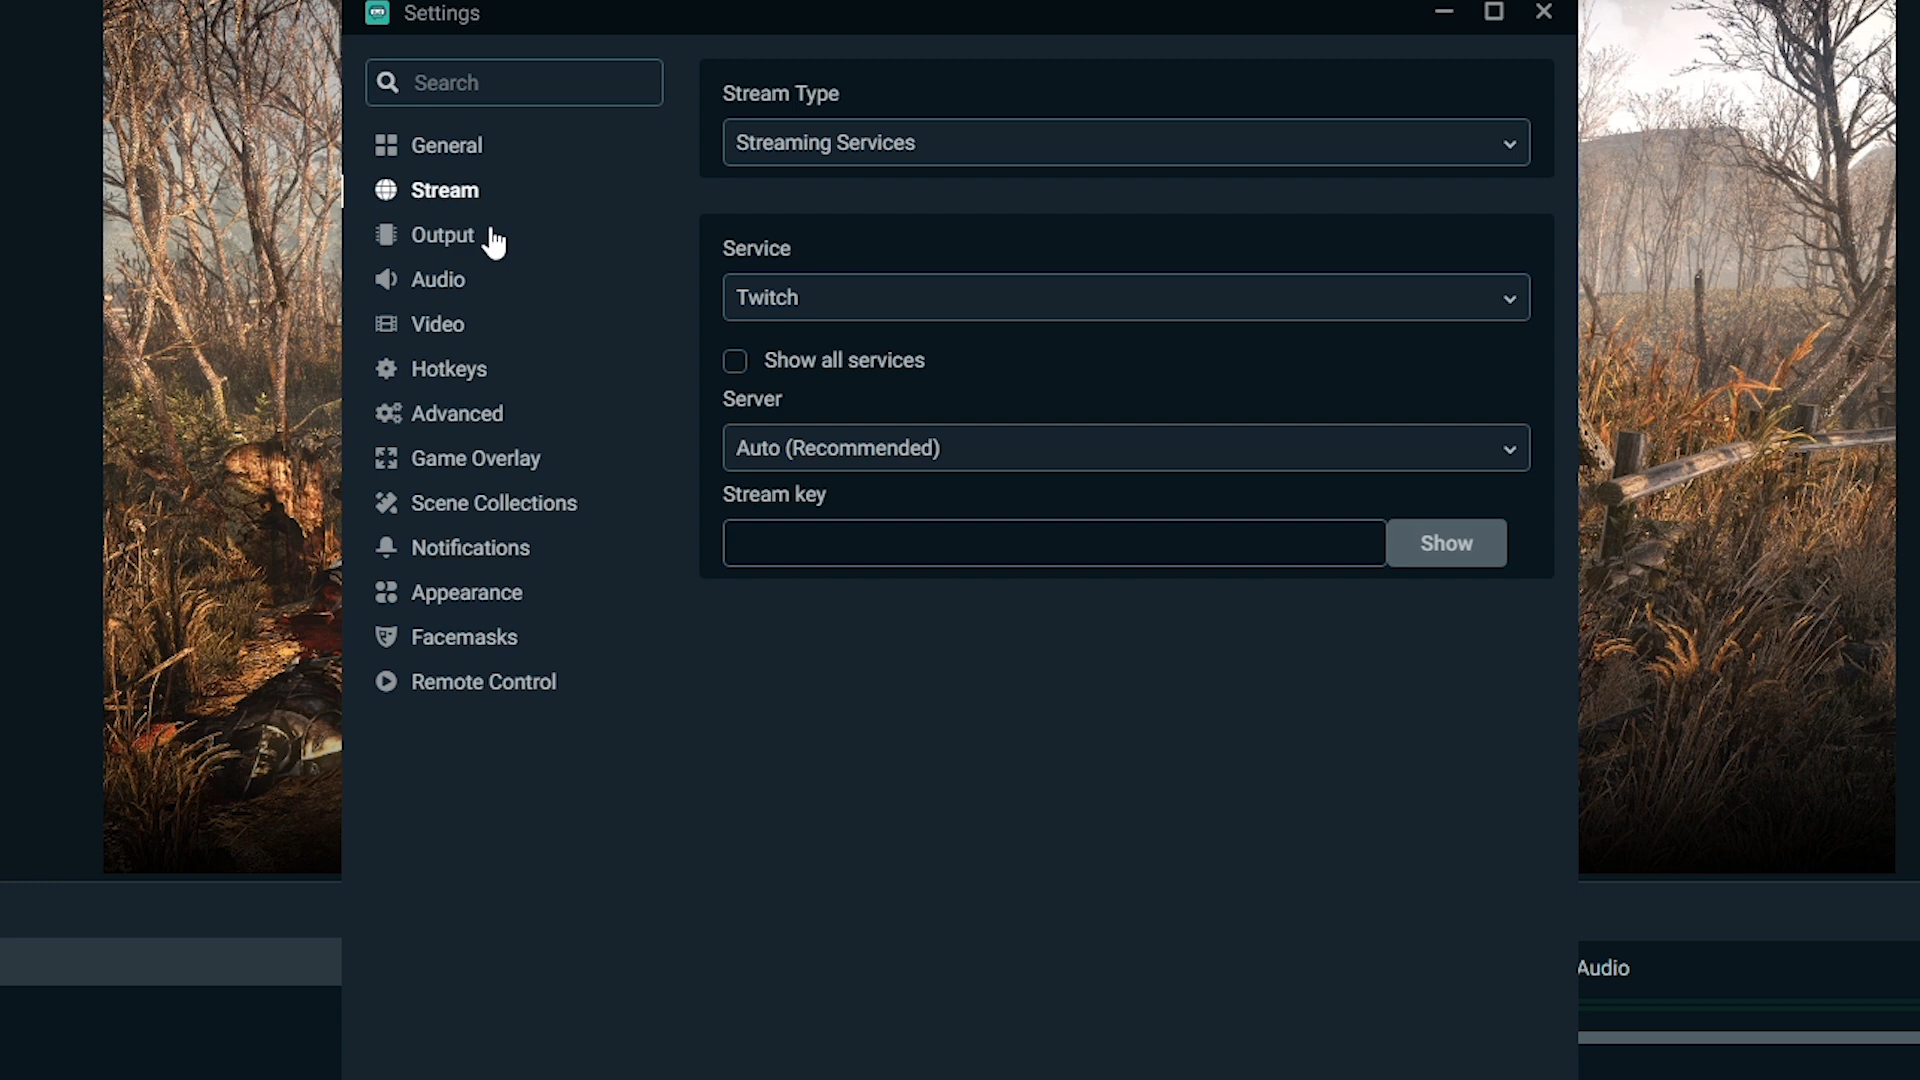 Settings
Search
General
Stream
Output
Audio
Video
Hotkeys
Advanced
Game Overlay
Scene Collections
Notifications
Appearance
Facemasks
Remote Control
Stream Type
Streaming Services
Service
Twitch
Show all services
Server
Auto (Recommended)
Stream key
Show
Audio